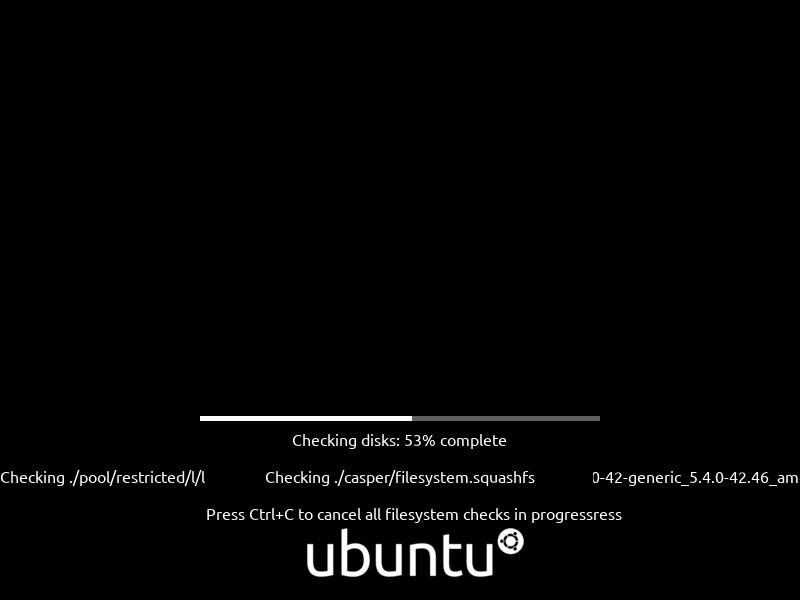 Checking disks: 53% complete
Checking ./pool/restricted/l/l Checking ./casper/filesystem.squashfs 0-42-generic_5.4.0-42.46_am
Press Ctrl+C to cancel all filesystem checks in progressress
ubuntu